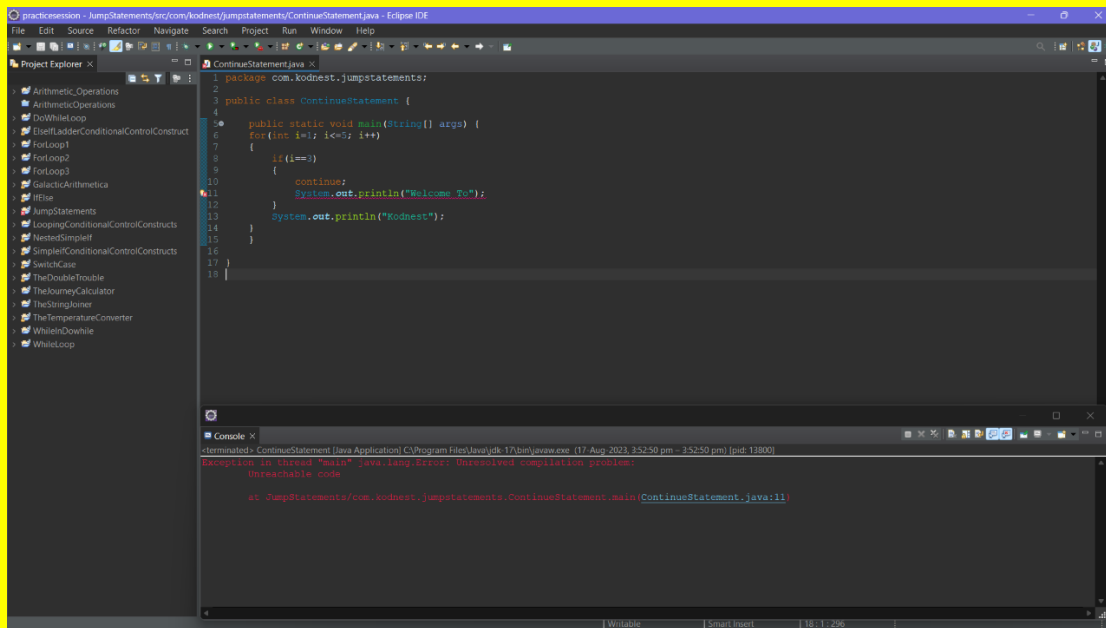 practicesession - JumpStatements/src/com/kodnest/jumpstatements/ContinueStatement.java - Eclipse IDE
File Edit Source Refactor Navigate Search Project Run Window Help
Project Explorer
Arithmetic_Operations
ArithmeticOperations
DoWhileLoop
ElseIfLadderConditionalControlConstruct
ForLoop1
ForLoop2
ForLoop3
GalacticArithmetica
IfElse
JumpStatements
LoopingConditionalControlConstructs
NestedSimpleIf
SimpleifConditionalControlConstructs
SwitchCase
TheDoubleTrouble
TheJourneyCalculator
TheStringJoiner
TheTemperatureConverter
WhileInDowhile
WhileLoop
ContinueStatement.java
1 package com.kodnest.jumpstatements;
2
3 public class ContinueStatement {
4
5 public static void main(String[] args) {
6 for(int i=1; i<=5; i++)
7 {
8 if(i==3)
9 {
10 continue;
11 System.out.println("Welcome To");
12 }
13 System.out.println("Kodnest");
14 }
15 }
16
17 }
18
Console
<terminated> ContinueStatement [Java Application] C:\Program Files\Java\jdk-17\bin\javaw.exe (17-Aug-2023, 3:52:50 pm – 3:52:50 pm) [pid: 13800]
Exception in thread "main" java.lang.Error: Unresolved compilation problem:
Unreachable code
at JumpStatements/com.kodnest.jumpstatements.ContinueStatement.main(ContinueStatement.java:11)
Writable Smart Insert 18 : 1 : 296